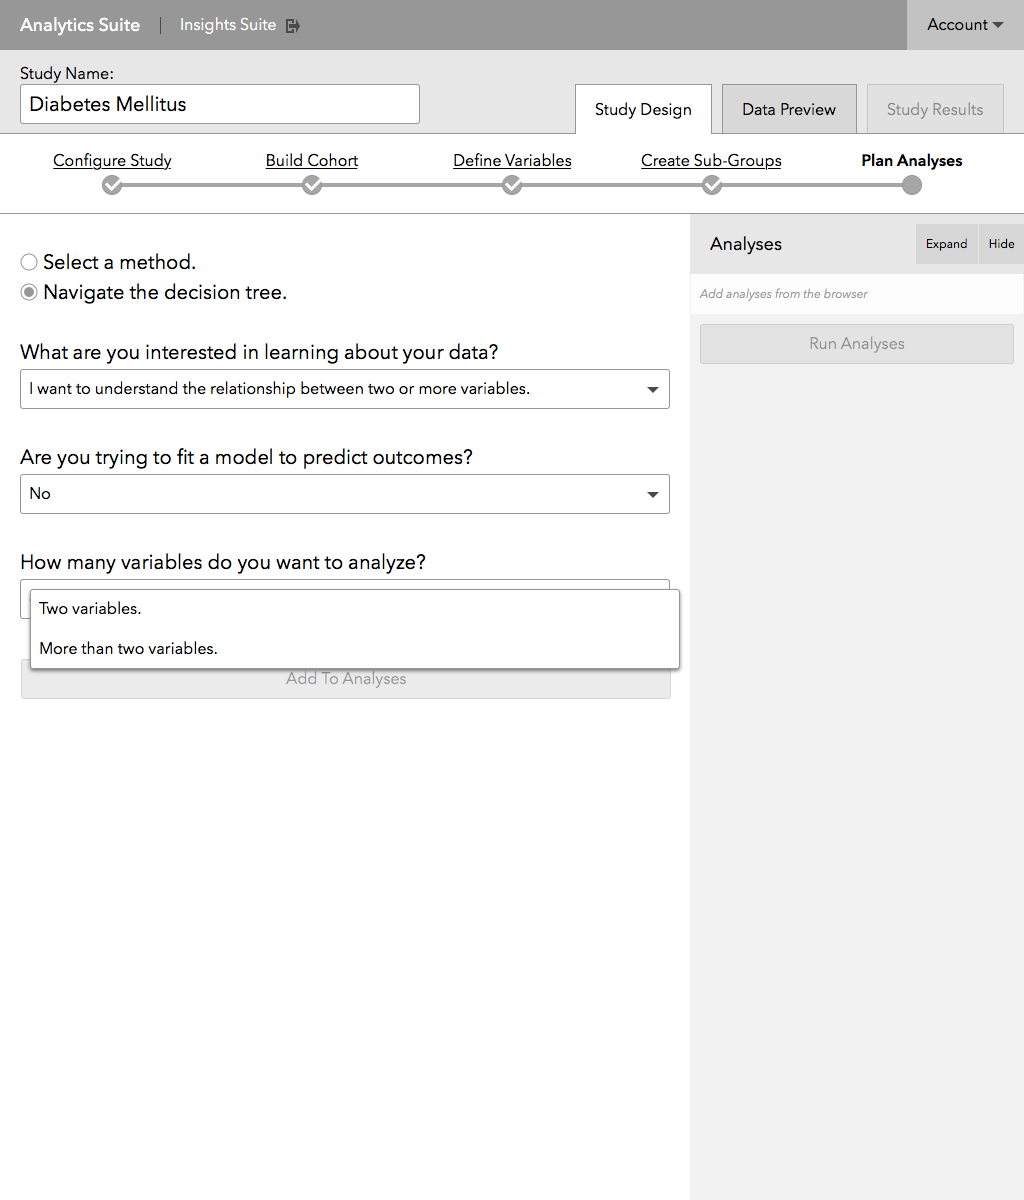 Analytics Suite | Insights Suite
Account
Study Name:
Diabetes Mellitus
Study Design
Data Preview
Study Results
Configure Study
Build Cohort
Define Variables
Create Sub-Groups
Plan Analyses
Select a method.
Navigate the decision tree.
What are you interested in learning about your data?
I want to understand the relationship between two or more variables.
Are you trying to fit a model to predict outcomes?
No
How many variables do you want to analyze?
Two variables.
More than two variables.
Add To Analyses
Analyses
Expand
Hide
Add analyses from the browser
Run Analyses